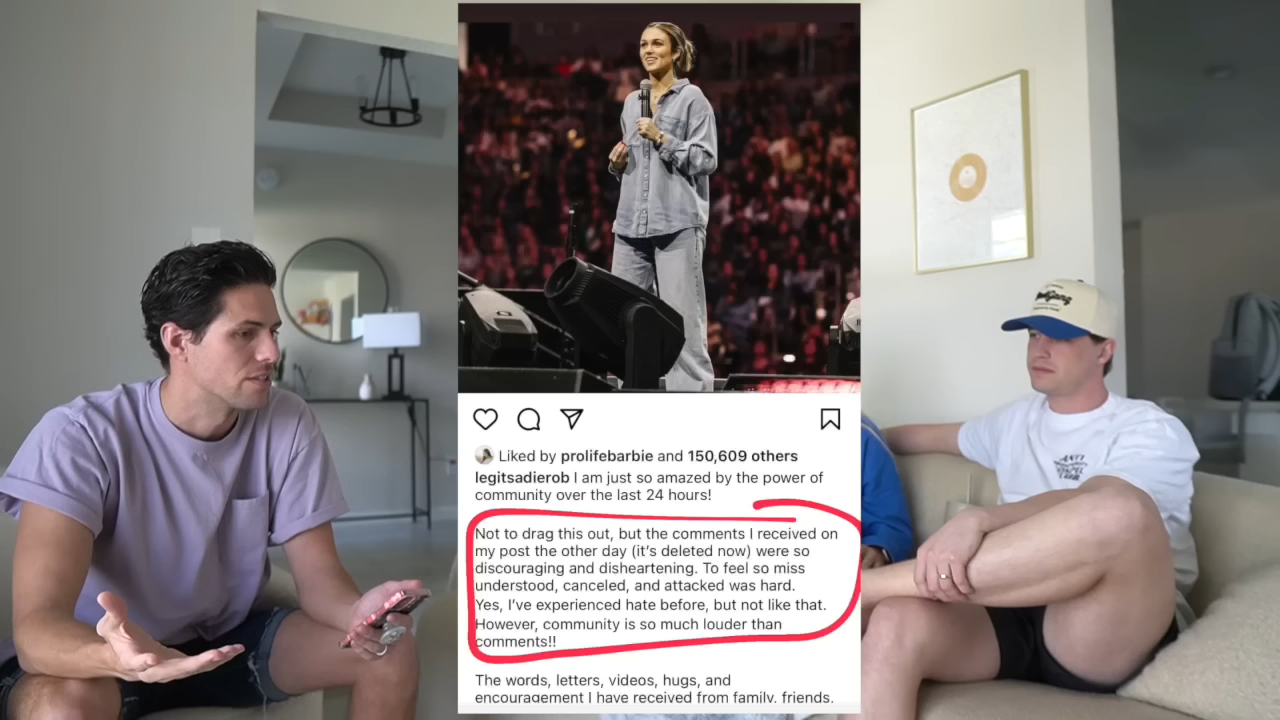 Liked by prolifebarbie and 150,609 others
legitsadierob I am just so amazed by the power of
community over the last 24 hours!
Not to drag this out, but the comments I received on
my post the other day (it's deleted now) were so
discouraging and disheartening. To feel so miss
understood, canceled, and attacked was hard.
Yes, I've experienced hate before, but not like that.
However, community is so much louder than
comments!!
The words, letters, videos, hugs, and
encouragement I have received from family, friends,
ANTI
CLUB